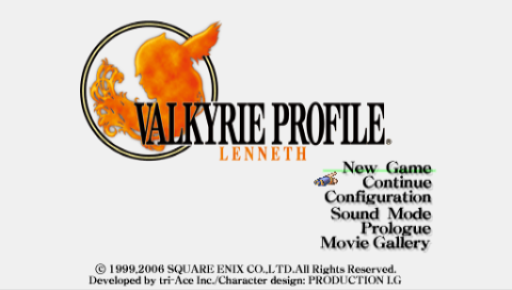 VALKYRIE PROFILE®
LENNETH
New Game
Continue
Configuration
Sound Mode
Prologue
Movie Gallery
© 1999,2006 SQUARE ENIX CO.,LTD.All Rights Reserved.
Developed by tri-Ace Inc./Character design: PRODUCTION I.G